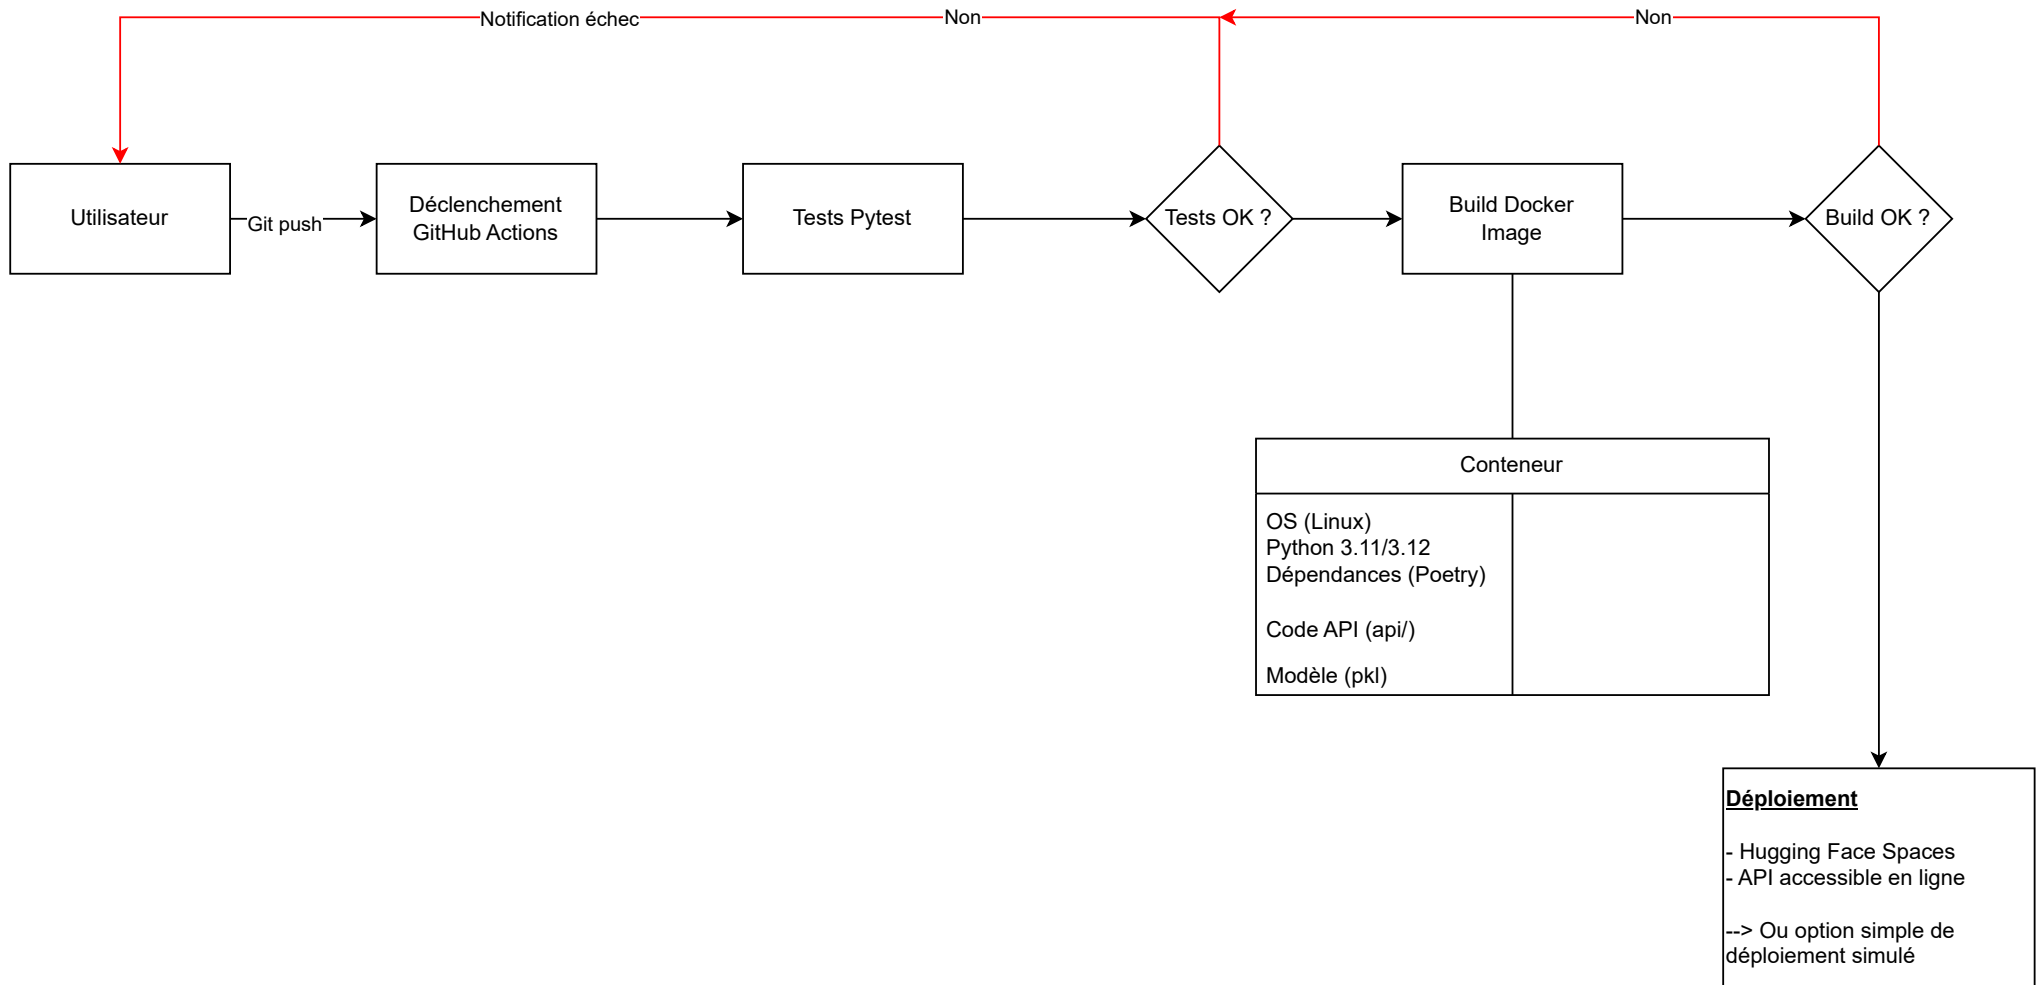 Notification échec
Non
Non
Utilisateur
Git push
Déclenchement
GitHub Actions
Tests Pytest
Tests OK ?
Build Docker
Image
Build OK ?
Conteneur
OS (Linux)
Python 3.11/3.12
Dépendances (Poetry)
Code API (api/)
Modèle (pkl)
Déploiement
- Hugging Face Spaces
- API accessible en ligne
--> Ou option simple de
déploiement simulé